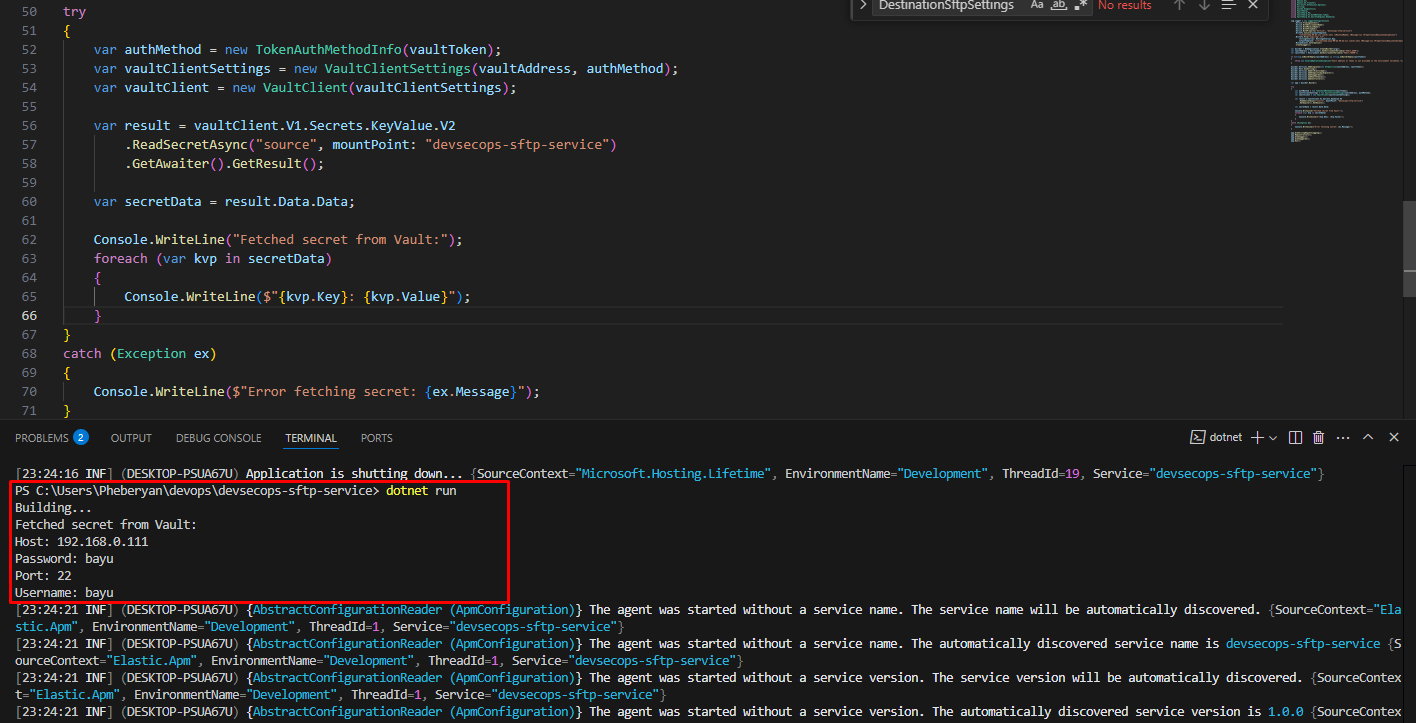 DestinationSftpSettings Aa ab .* No results
50 try
51 {
52 var authMethod = new TokenAuthMethodInfo(vaultToken);
53 var vaultClientSettings = new VaultClientSettings(vaultAddress, authMethod);
54 var vaultClient = new VaultClient(vaultClientSettings);
55
56 var result = vaultClient.V1.Secrets.KeyValue.V2
57 .ReadSecretAsync("source", mountPoint: "devsecops-sftp-service")
58 .GetAwaiter().GetResult();
59
60 var secretData = result.Data.Data;
61
62 Console.WriteLine("Fetched secret from Vault:");
63 foreach (var kvp in secretData)
64 {
65 Console.WriteLine($"{kvp.Key}: {kvp.Value}");
66 }
67 }
68 catch (Exception ex)
69 {
70 Console.WriteLine($"Error fetching secret: {ex.Message}");
71 }
PROBLEMS 2 OUTPUT DEBUG CONSOLE TERMINAL PORTS dotnet
[23:24:16 INF] (DESKTOP-PSUA67U) Application is shutting down... {SourceContext="Microsoft.Hosting.Lifetime", EnvironmentName="Development", ThreadId=19, Service="devsecops-sftp-service"}
PS C:\Users\Pheberyan\devops\devsecops-sftp-service> dotnet run
Building...
Fetched secret from Vault:
Host: 192.168.0.111
Password: bayu
Port: 22
Username: bayu
[23:24:21 INF] (DESKTOP-PSUA67U) {AbstractConfigurationReader (ApmConfiguration)} The agent was started without a service name. The service name will be automatically discovered. {SourceContext="Ela
stic.Apm", EnvironmentName="Development", ThreadId=1, Service="devsecops-sftp-service"}
[23:24:21 INF] (DESKTOP-PSUA67U) {AbstractConfigurationReader (ApmConfiguration)} The agent was started without a service name. The automatically discovered service name is devsecops-sftp-service {S
ourceContext="Elastic.Apm", EnvironmentName="Development", ThreadId=1, Service="devsecops-sftp-service"}
[23:24:21 INF] (DESKTOP-PSUA67U) {AbstractConfigurationReader (ApmConfiguration)} The agent was started without a service version. The service version will be automatically discovered. {SourceContex
t="Elastic.Apm", EnvironmentName="Development", ThreadId=1, Service="devsecops-sftp-service"}
[23:24:21 INF] (DESKTOP-PSUA67U) {AbstractConfigurationReader (ApmConfiguration)} The agent was started without a service version. The automatically discovered service version is 1.0.0 {SourceContex